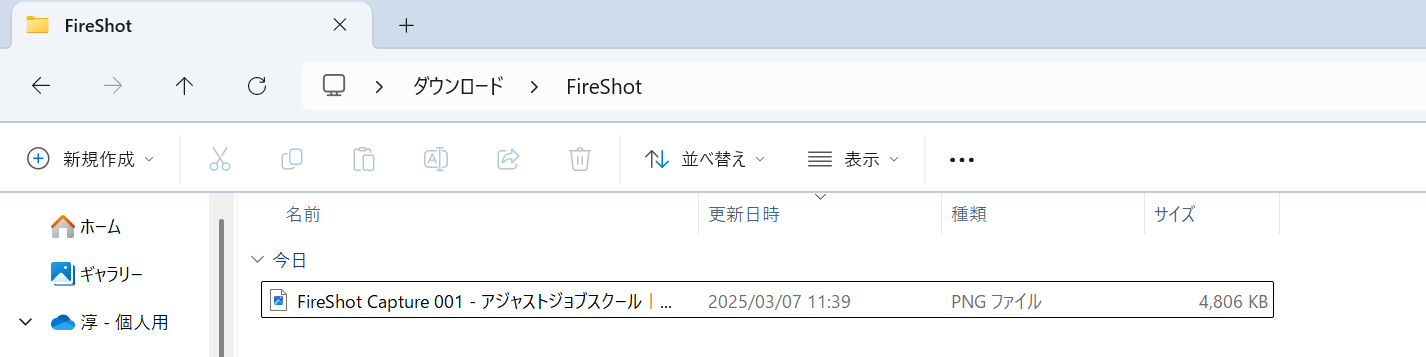 FireShot
ダウンロード FireShot
新規作成 並べ替え 表示
名前 更新日時 種類 サイズ
ホーム
今日
ギャラリー
FireShot Capture 001 - アジャストジョブスクール｜... 2025/03/07 11:39 PNG ファイル 4,806 KB
淳 - 個人用